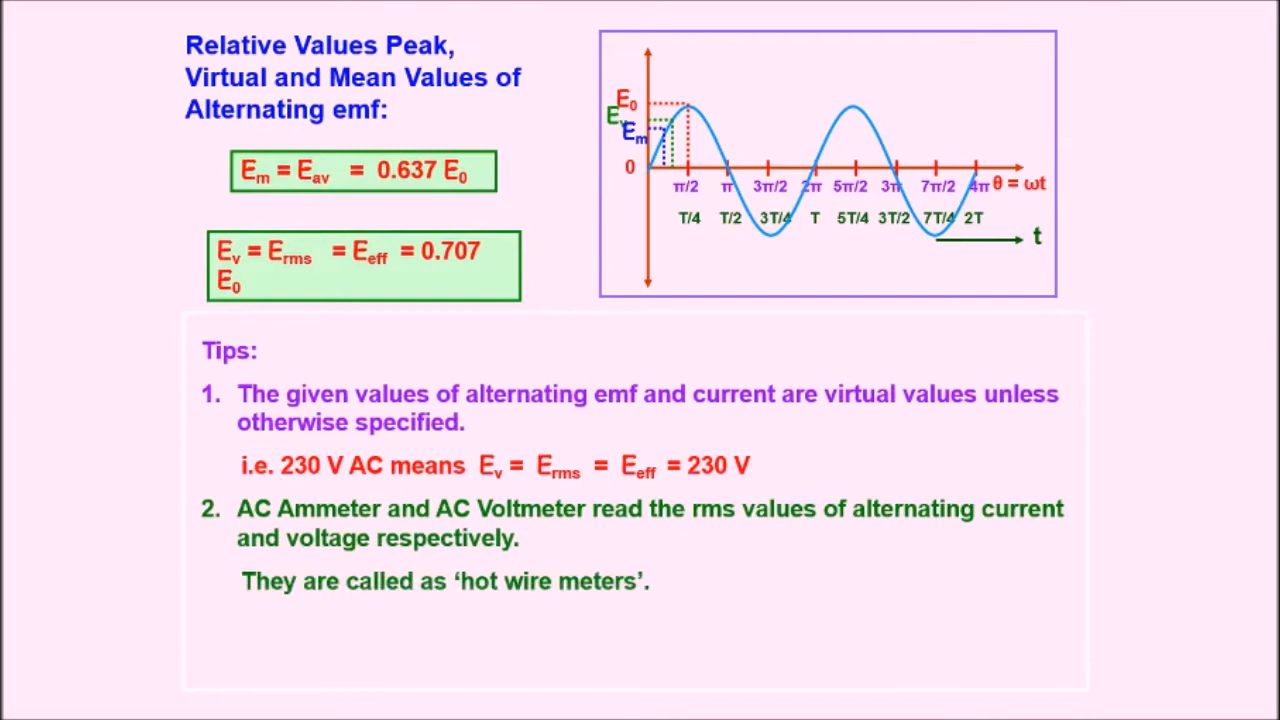 Relative Values Peak,
Virtual and Mean Values of
Alternating emf:
Em = Eav = 0.637 E0
Ev = Erms = Eeff = 0.707
E0
E0
Ev
Em
0
π/2 π 3π/2 2π 5π/2 3π 7π/2 4π θ = ωt
T/4 T/2 3T/4 T 5T/4 3T/2 7T/4 2T
t
Tips:
1. The given values of alternating emf and current are virtual values unless
otherwise specified.
i.e. 230 V AC means Ev = Erms = Eeff = 230 V
2. AC Ammeter and AC Voltmeter read the rms values of alternating current
and voltage respectively.
They are called as ‘hot wire meters’.